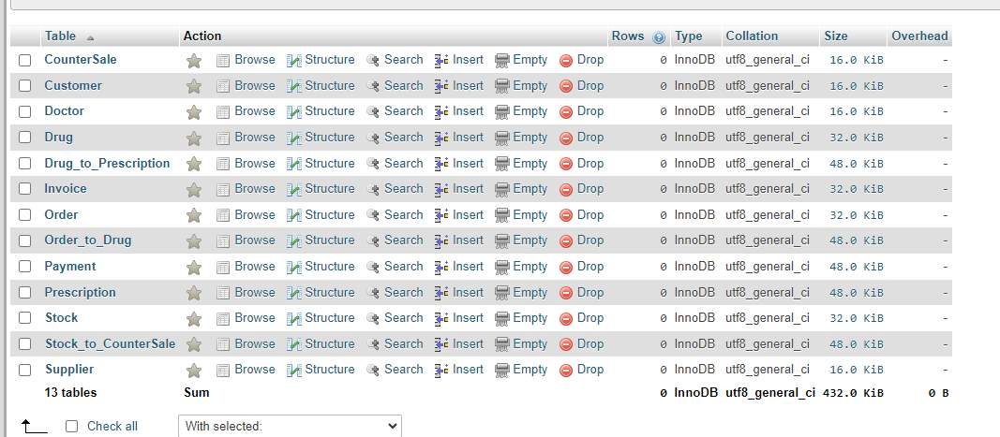 Table Action Rows Type Collation Size Overhead
CounterSale Browse Structure Search Insert Empty Drop 0 InnoDB utf8_general_ci 16.0 KiB -
Customer Browse Structure Search Insert Empty Drop 0 InnoDB utf8_general_ci 16.0 KiB -
Doctor Browse Structure Search Insert Empty Drop 0 InnoDB utf8_general_ci 16.0 KiB -
Drug Browse Structure Search Insert Empty Drop 0 InnoDB utf8_general_ci 32.0 KiB -
Drug_to_Prescription Browse Structure Search Insert Empty Drop 0 InnoDB utf8_general_ci 48.0 KiB -
Invoice Browse Structure Search Insert Empty Drop 0 InnoDB utf8_general_ci 32.0 KiB -
Order Browse Structure Search Insert Empty Drop 0 InnoDB utf8_general_ci 32.0 KiB -
Order_to_Drug Browse Structure Search Insert Empty Drop 0 InnoDB utf8_general_ci 48.0 KiB -
Payment Browse Structure Search Insert Empty Drop 0 InnoDB utf8_general_ci 48.0 KiB -
Prescription Browse Structure Search Insert Empty Drop 0 InnoDB utf8_general_ci 48.0 KiB -
Stock Browse Structure Search Insert Empty Drop 0 InnoDB utf8_general_ci 32.0 KiB -
Stock_to_CounterSale Browse Structure Search Insert Empty Drop 0 InnoDB utf8_general_ci 48.0 KiB -
Supplier Browse Structure Search Insert Empty Drop 0 InnoDB utf8_general_ci 16.0 KiB -
13 tables Sum 0 InnoDB utf8_general_ci 432.0 KiB 0 B
Check all With selected: